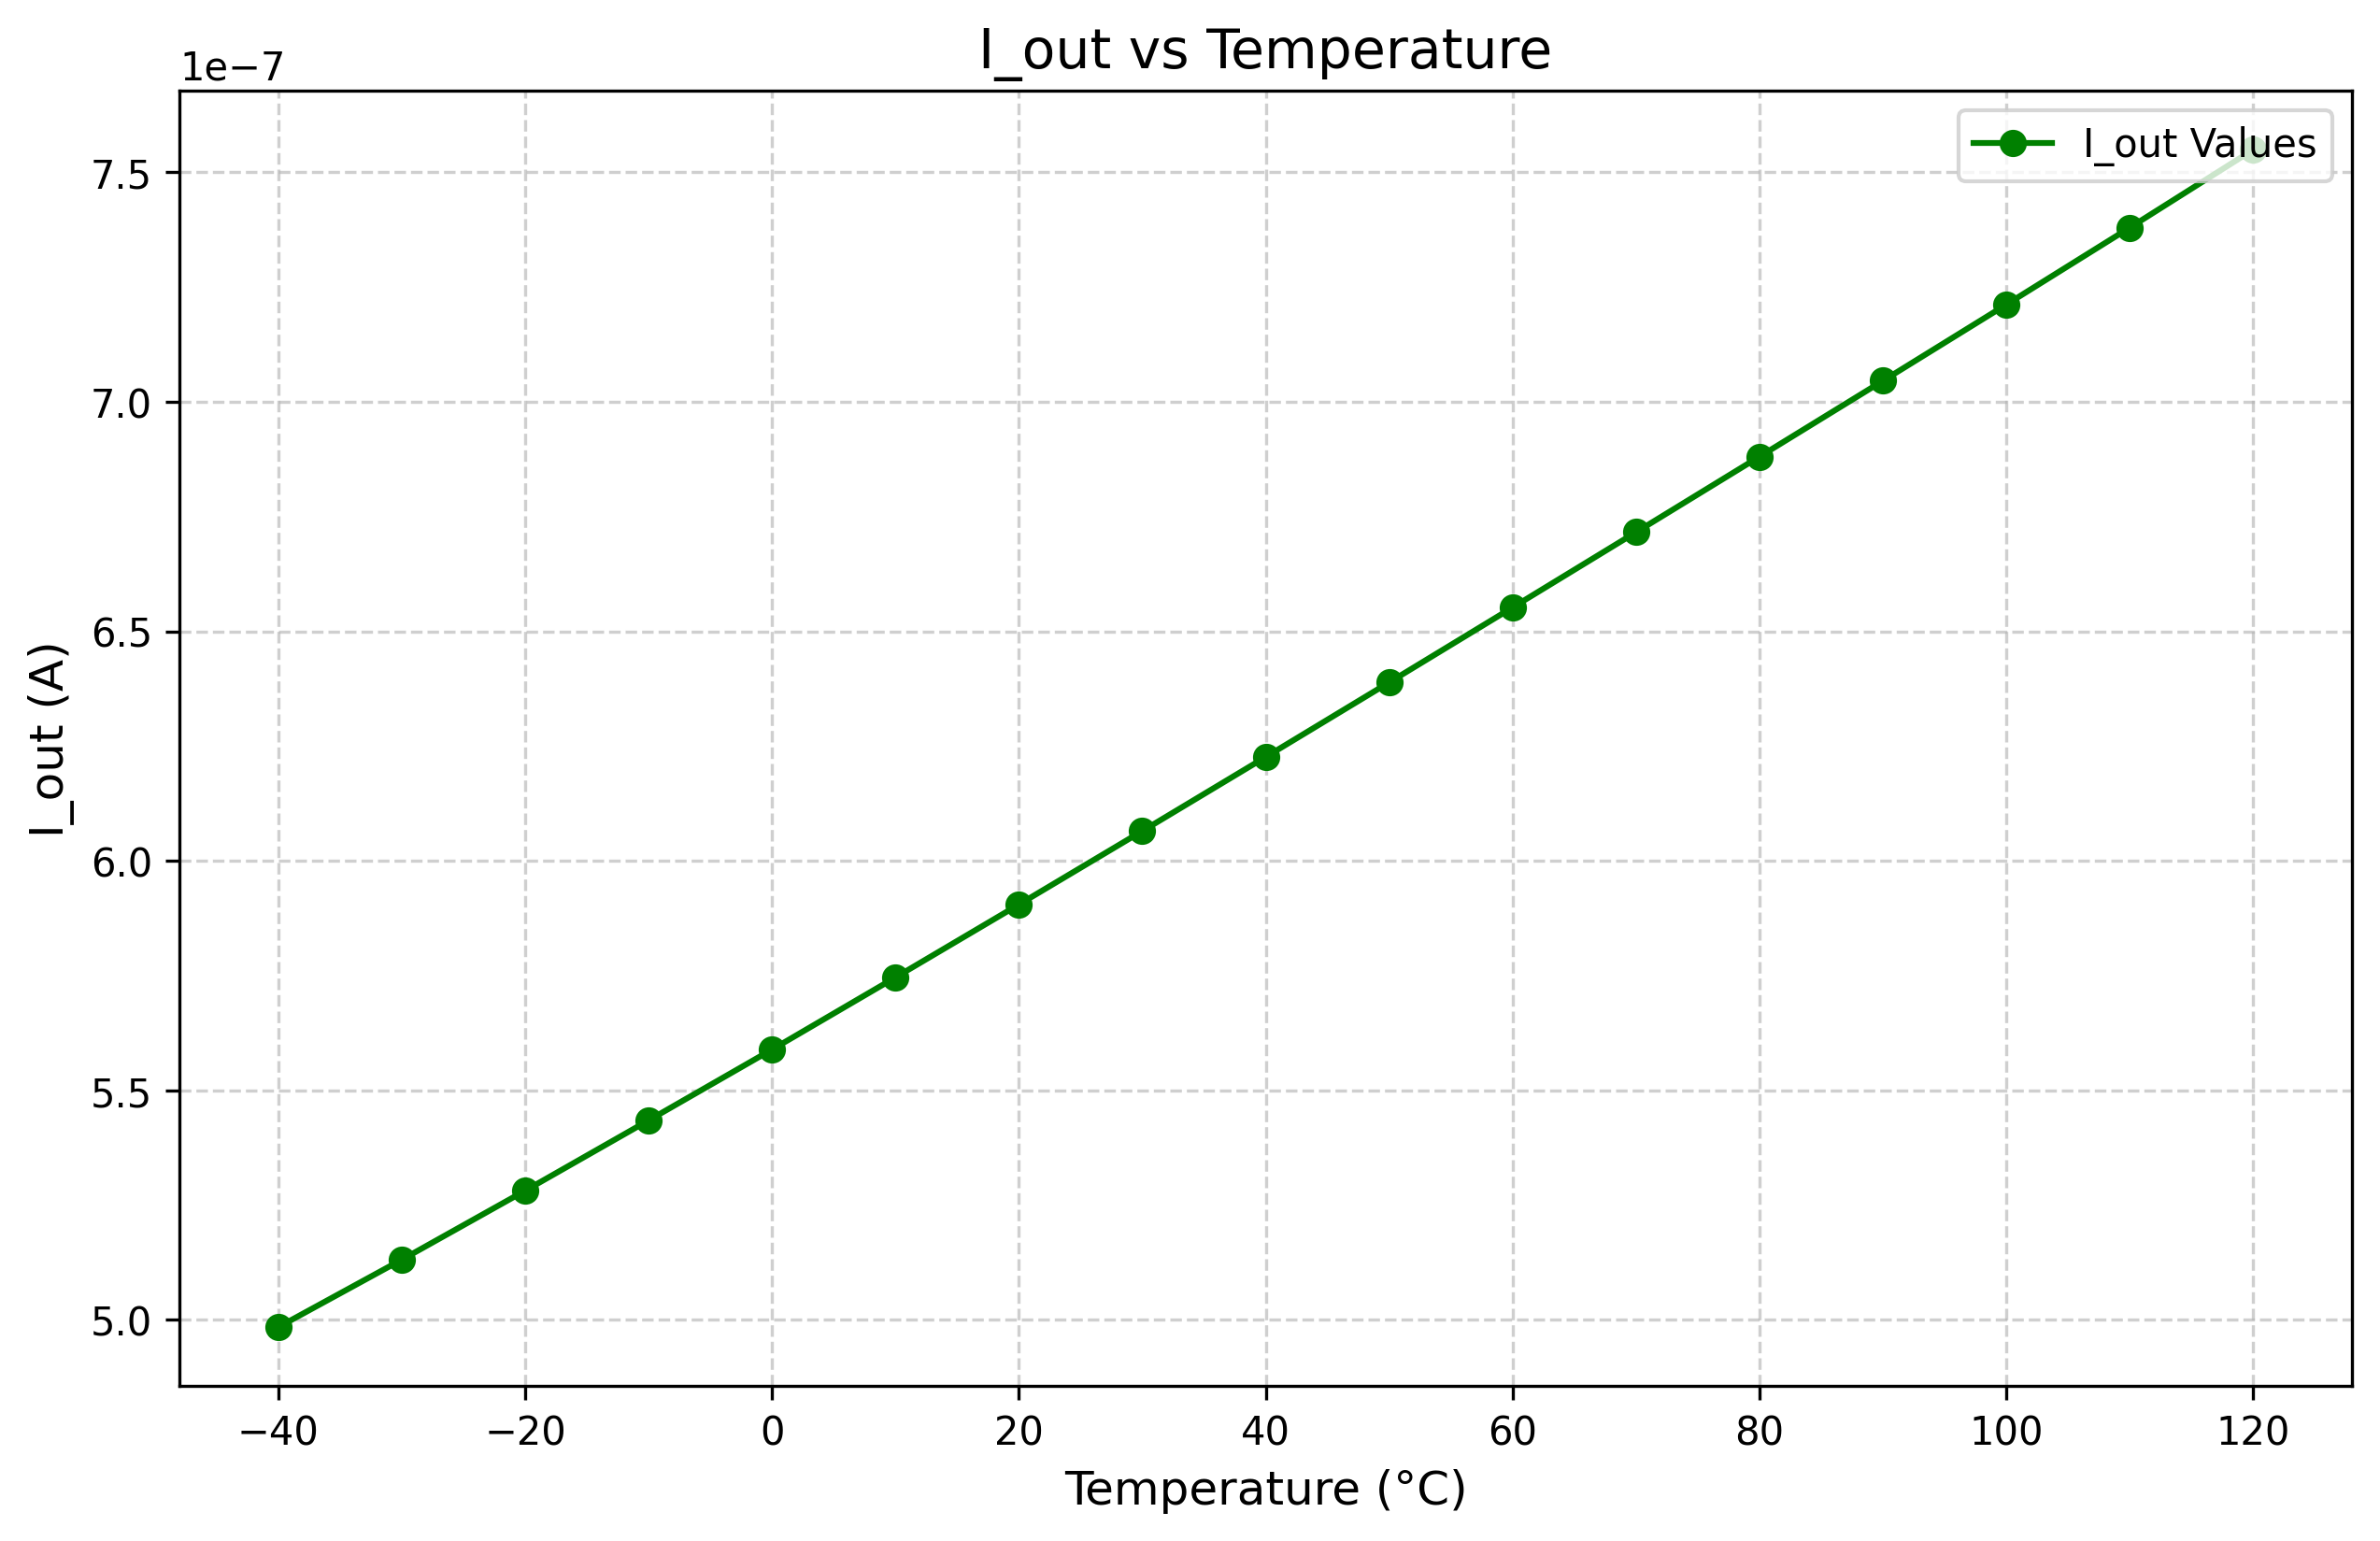 I_out vs Temperature
1e−7
I_out Values
7.5
7.0
6.5
6.0
5.5
5.0
I_out (A)
−40 −20 0 20 40 60 80 100 120
Temperature (°C)